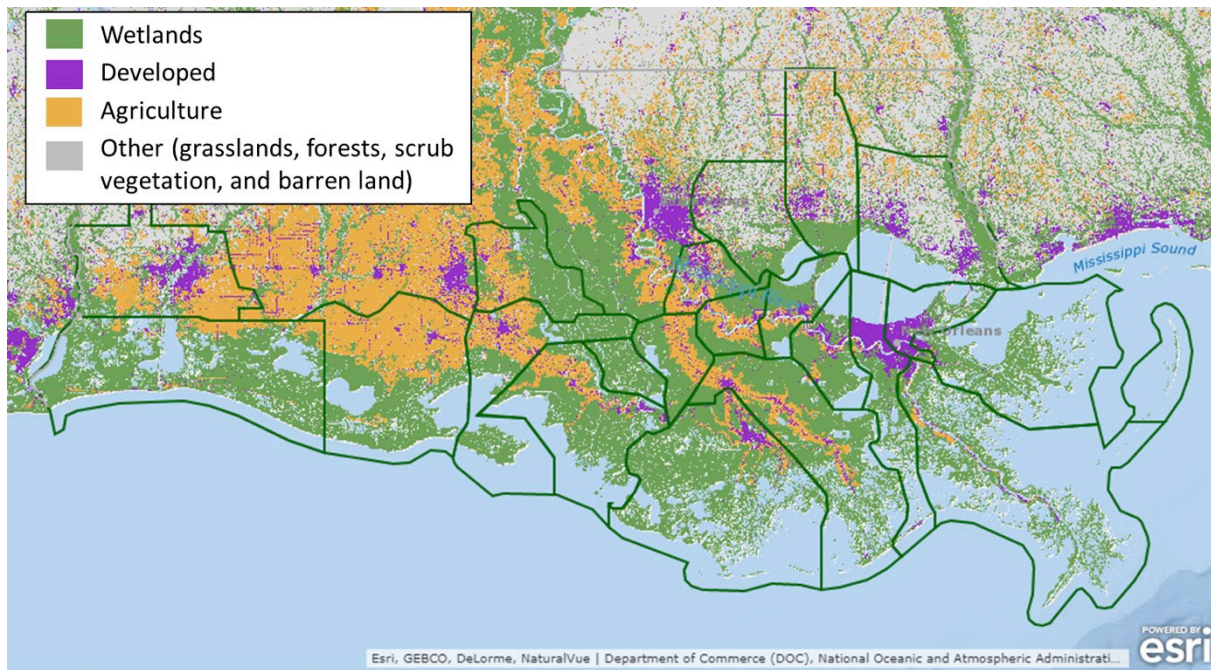 Wetlands
Developed
Agriculture
Other (grasslands, forests, scrub
vegetation, and barren land)
Mississippi Sound
Orleans
Esri, GEBCO, DeLorme, NaturalVue | Department of Commerce (DOC), National Oceanic and Atmospheric Administrati...
POWERED BY
esri